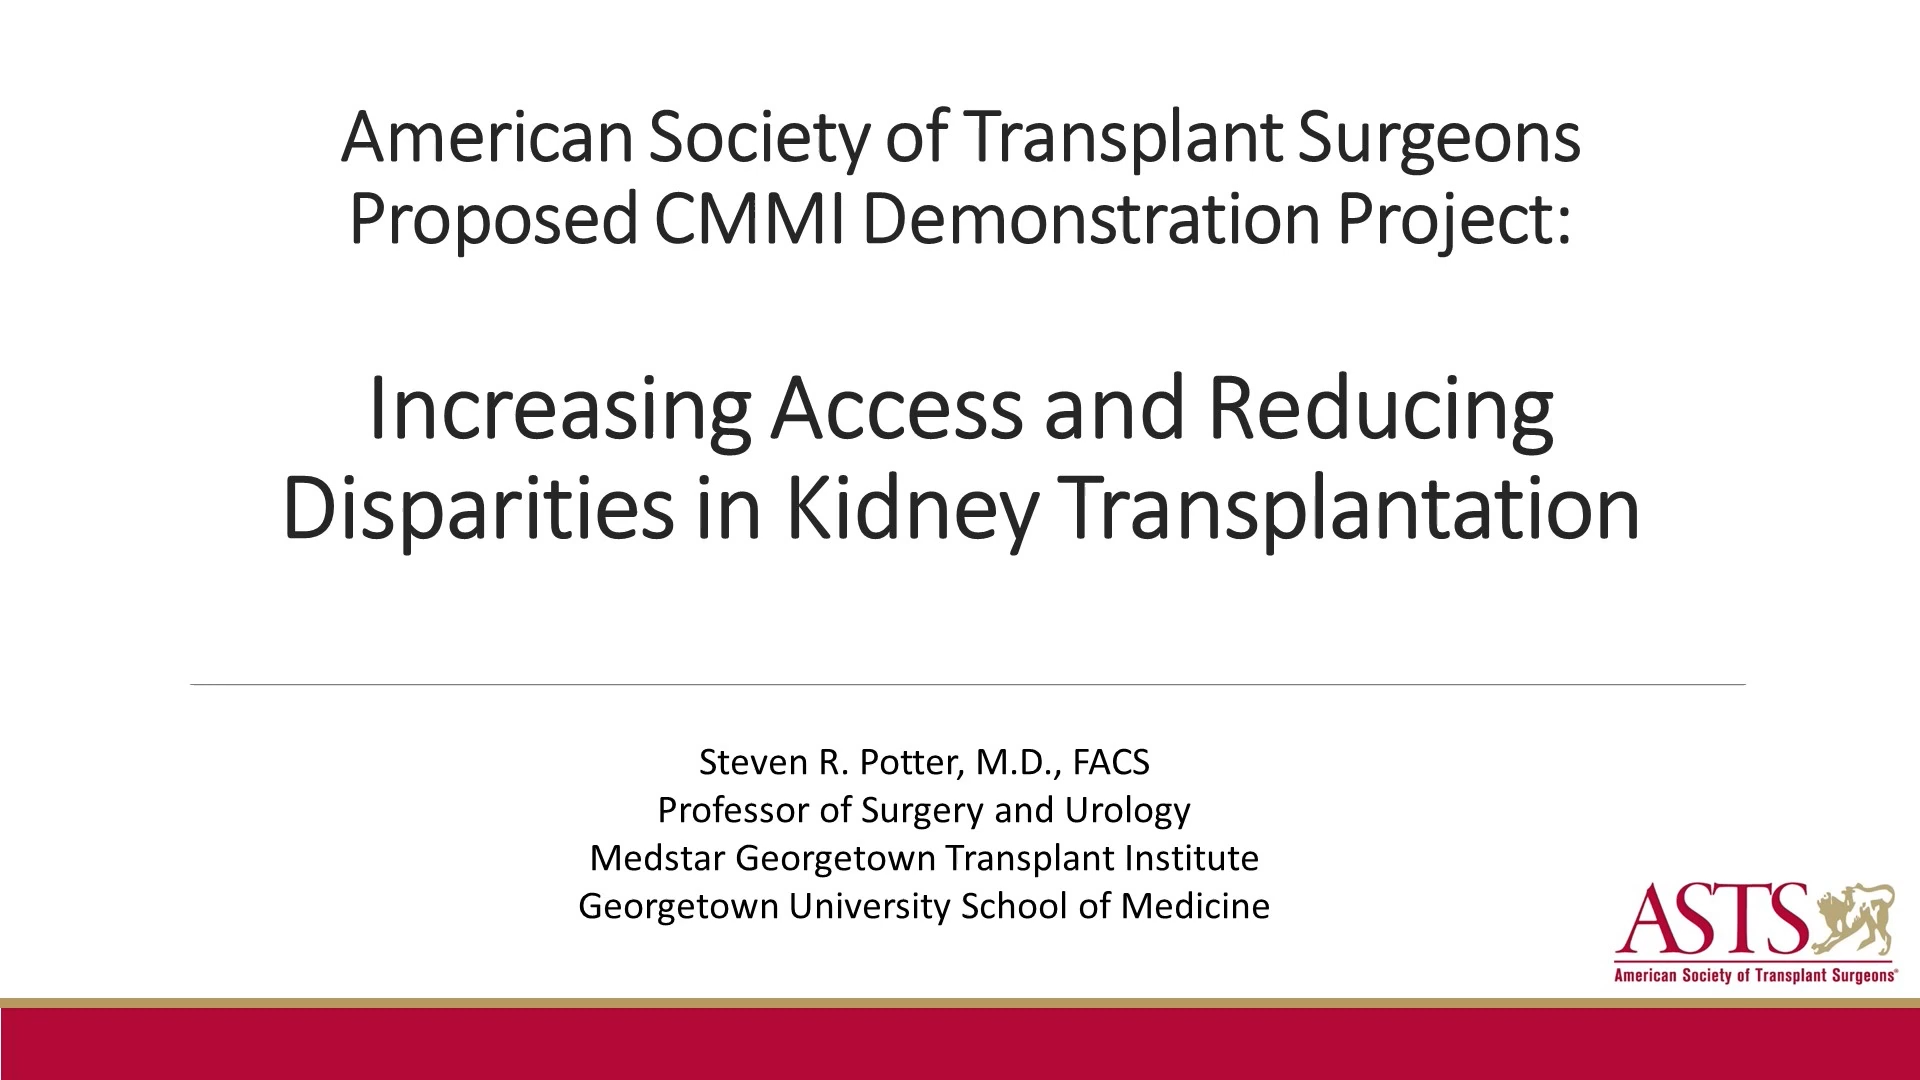 American Society of Transplant Surgeons
Proposed CMMI Demonstration Project:
Increasing Access and Reducing
Disparities in Kidney Transplantation
Steven R. Potter, M.D., FACS
Professor of Surgery and Urology
Medstar Georgetown Transplant Institute
Georgetown University School of Medicine
ASTS
American Society of Transplant Surgeons®